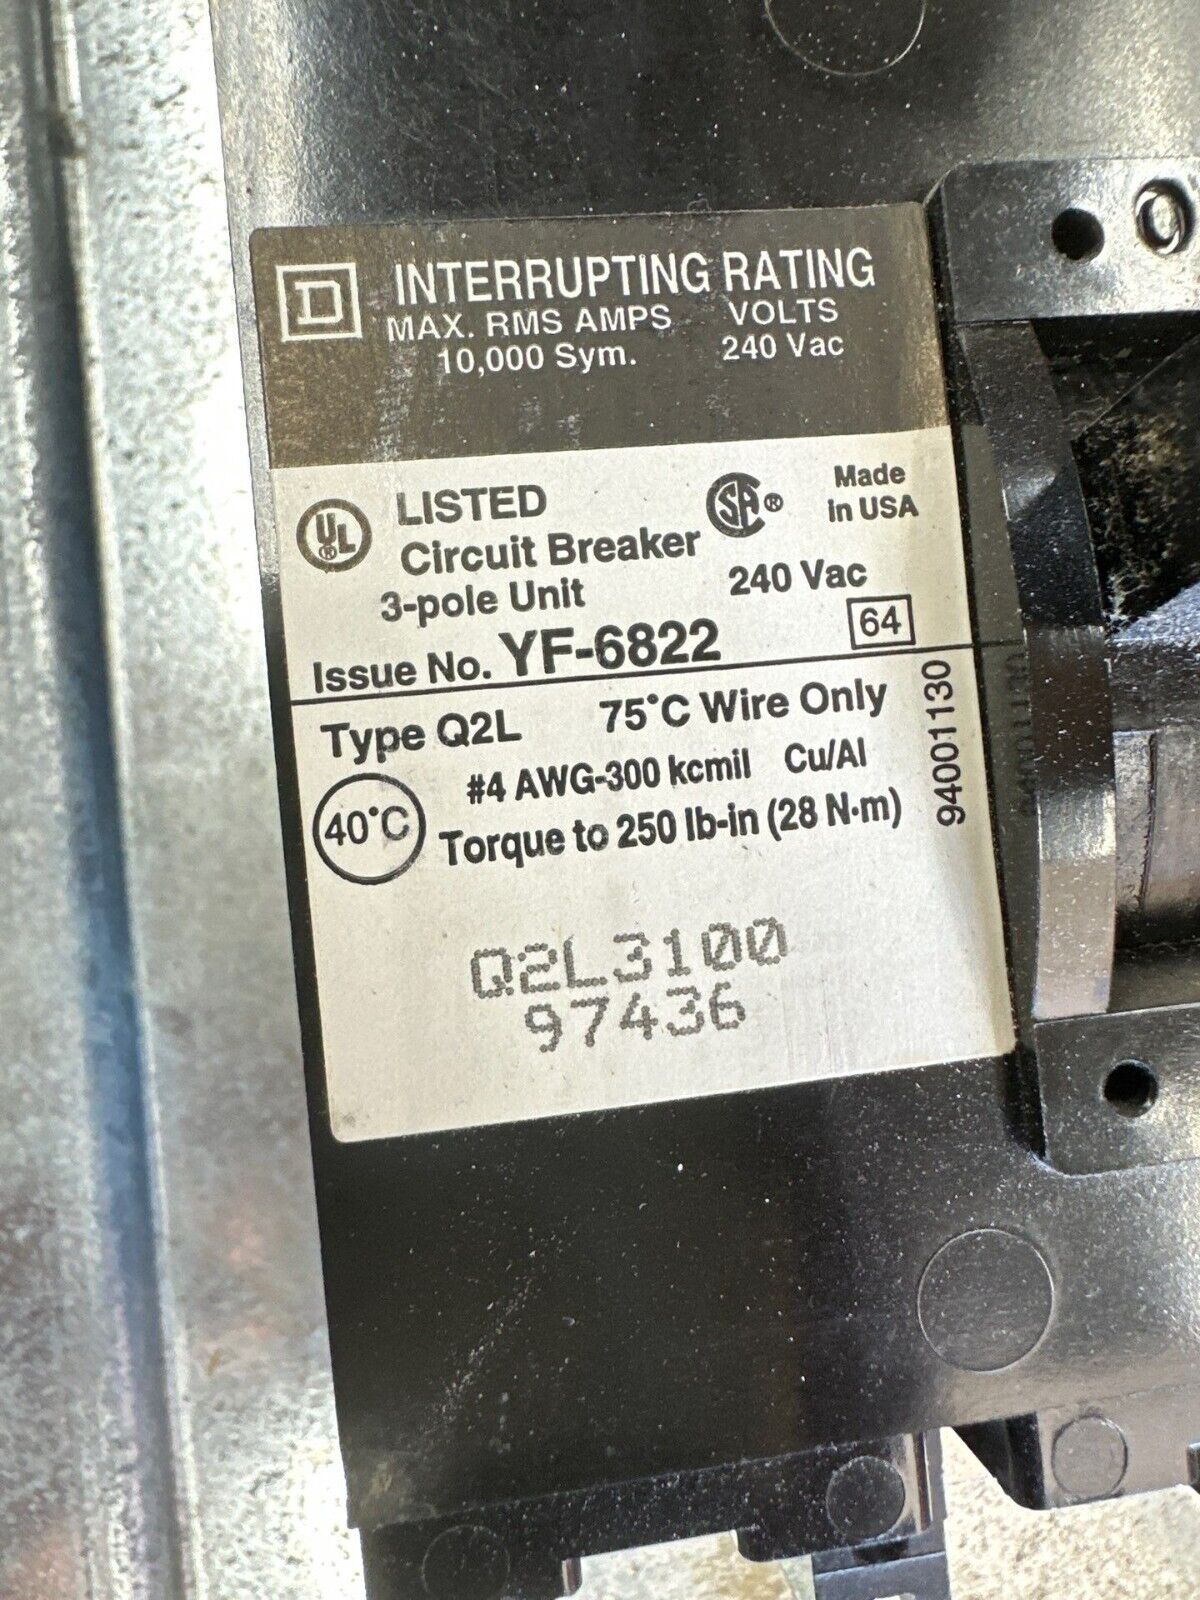 D INTERRUPTING RATING
MAX. RMS AMPS VOLTS
10,000 Sym. 240 Vac
UL® LISTED
Circuit Breaker
3-pole Unit
SA® Made
in USA
240 Vac
Issue No. YF-6822 64
Type Q2L 75°C Wire Only
#4 AWG-300 kcmil Cu/Al
40°C Torque to 250 lb-in (28 N·m)
94001130
Q2L3100
97436